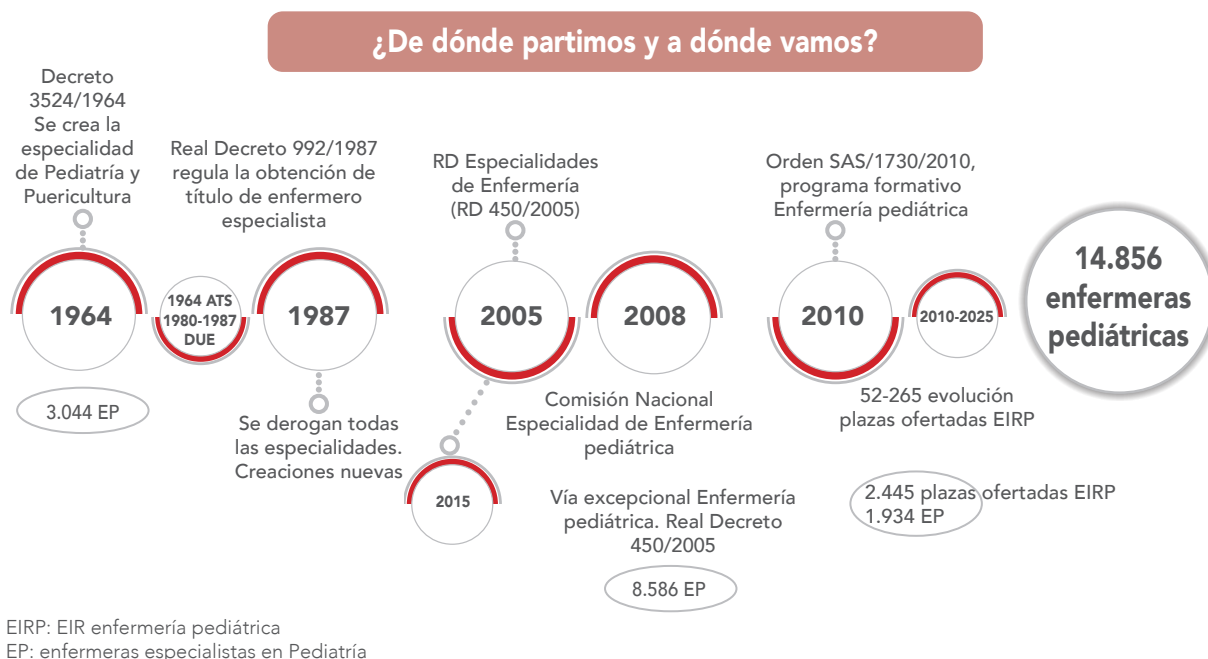 ¿De dónde partimos y a dónde vamos?
Decreto
3524/1964
Se crea la
especialidad
de Pediatría y
Puericultura
1964
3.044 EP
1964 ATS
1980-1987
DUE
Real Decreto 992/1987
regula la obtención de
título de enfermero
especialista
1987
Se derogan todas
las especialidades.
Creaciones nuevas
RD Especialidades
de Enfermería
(RD 450/2005)
2005
2015
2008
Comisión Nacional
Especialidad de Enfermería
pediátrica
Vía excepcional Enfermería
pediátrica. Real Decreto
450/2005
8.586 EP
Orden SAS/1730/2010,
programa formativo
Enfermería pediátrica
2010
2010-2025
52-265 evolución
plazas ofertadas EIRP
2.445 plazas ofertadas EIRP
1.934 EP
14.856
enfermeras
pediátricas
EIRP: EIR enfermería pediátrica
EP: enfermeras especialistas en Pediatría